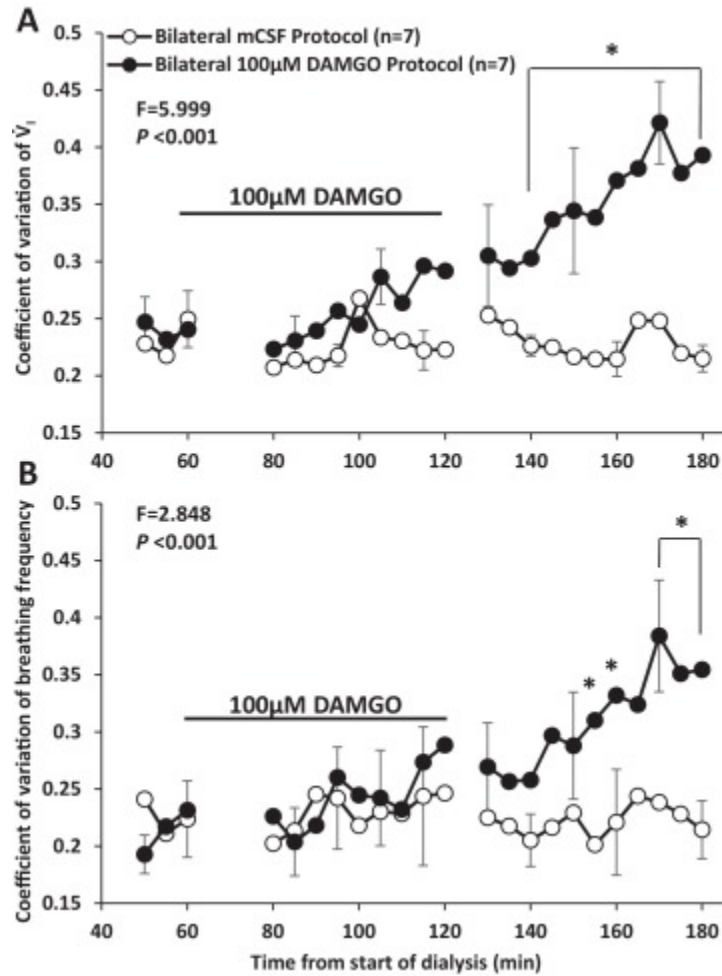 A
Bilateral mCSF Protocol (n=7)
Bilateral 100µM DAMGO Protocol (n=7)
*
F=5.999
P <0.001
100µM DAMGO
Coefficient of variation of V̇I
0.5
0.45
0.4
0.35
0.3
0.25
0.2
0.15
40 60 80 100 120 140 160 180
B
F=2.848
P <0.001
*
* *
100µM DAMGO
Coefficient of variation of breathing frequency
0.5
0.45
0.4
0.35
0.3
0.25
0.2
0.15
40 60 80 100 120 140 160 180
Time from start of dialysis (min)